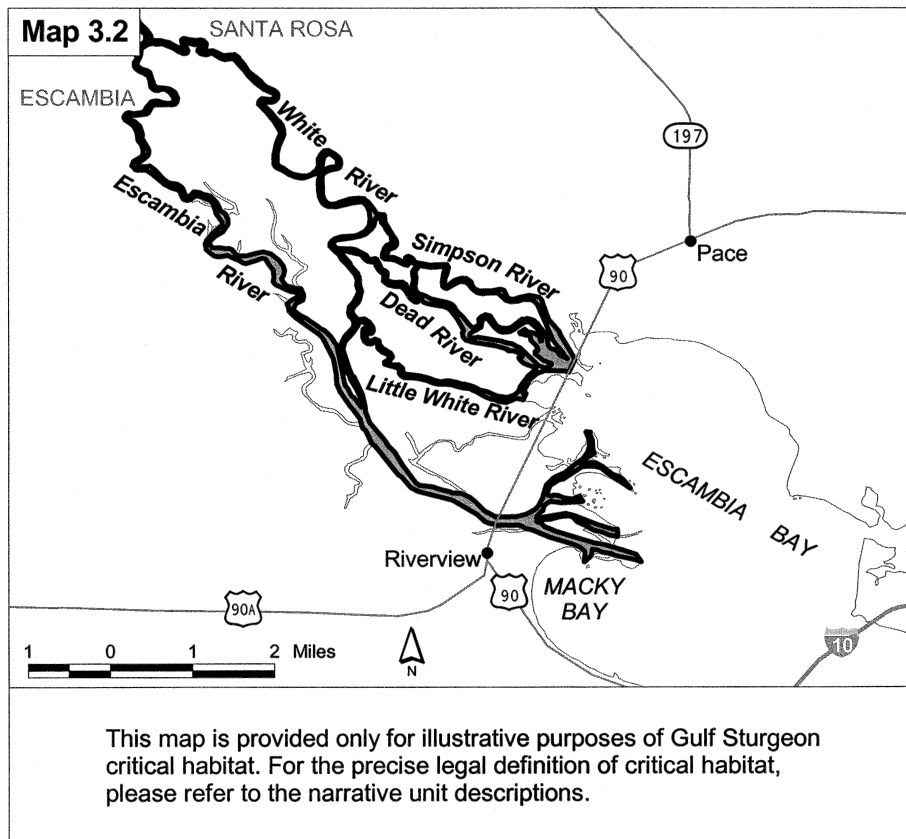 Map 3.2
SANTA ROSA
ESCAMBIA
White River
197
Escambia River
Simpson River
90
Pace
Dead River
Little White River
ESCAMBIA BAY
Riverview
MACKY BAY
90
90A
10
1 0 1 2 Miles
N
This map is provided only for illustrative purposes of Gulf Sturgeon
critical habitat. For the precise legal definition of critical habitat,
please refer to the narrative unit descriptions.